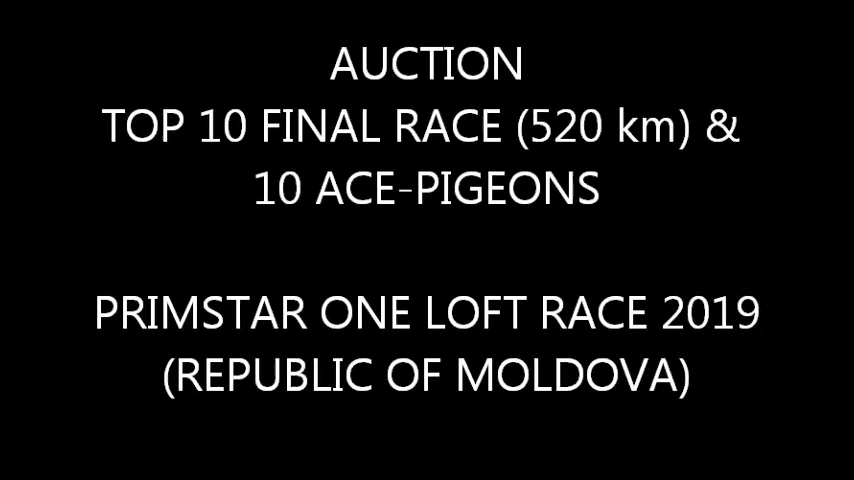 AUCTION
TOP 10 FINAL RACE (520 km) &
10 ACE-PIGEONS
PRIMSTAR ONE LOFT RACE 2019
(REPUBLIC OF MOLDOVA)